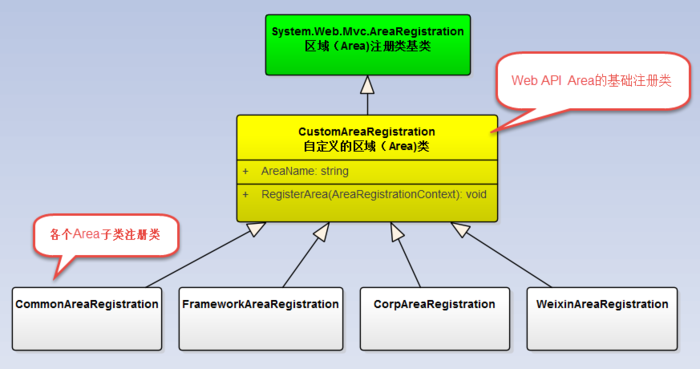 System.Web.Mvc.AreaRegistration
区域（Area)注册类基类
Web API Area的基础注册类
CustomAreaRegistration
自定义的区域（Area)类
+ AreaName: string
+ RegisterArea(AreaRegistrationContext): void
各个Area子类注册类
CommonAreaRegistration
FrameworkAreaRegistration
CorpAreaRegistration
WeixinAreaRegistration